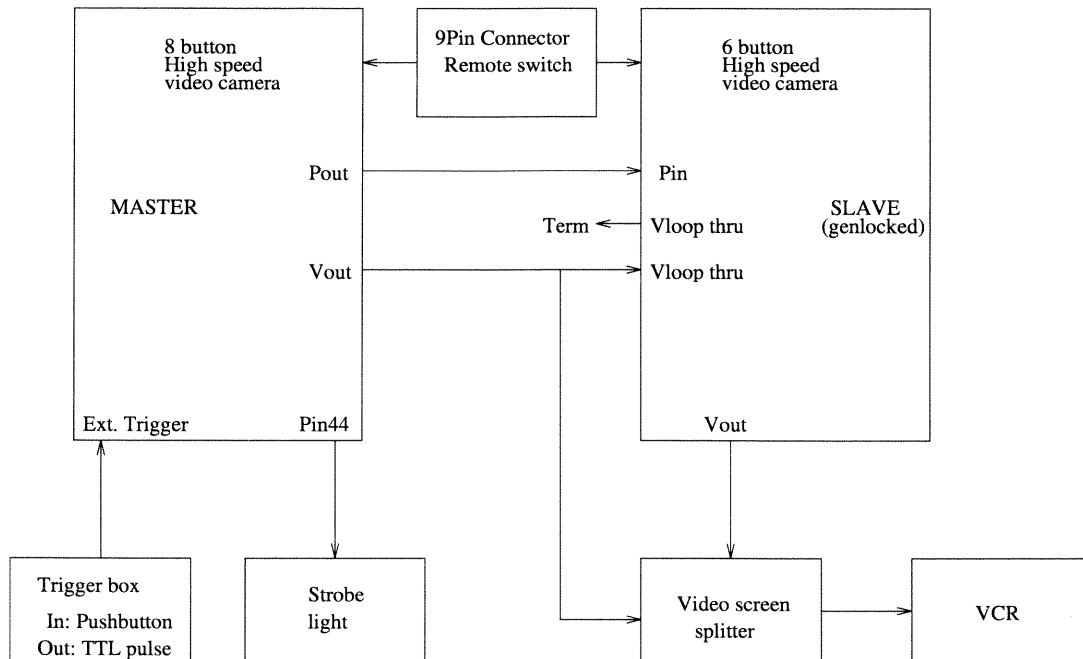 8 button
High speed
video camera
9Pin Connector
Remote switch
6 button
High speed
video camera
Pout
Pin
MASTER
SLAVE
(genlocked)
Term
Vloop thru
Vout
Vloop thru
Ext. Trigger
Pin44
Vout
Trigger box
In: Pushbutton
Out: TTL pulse
Strobe
light
Video screen
splitter
VCR